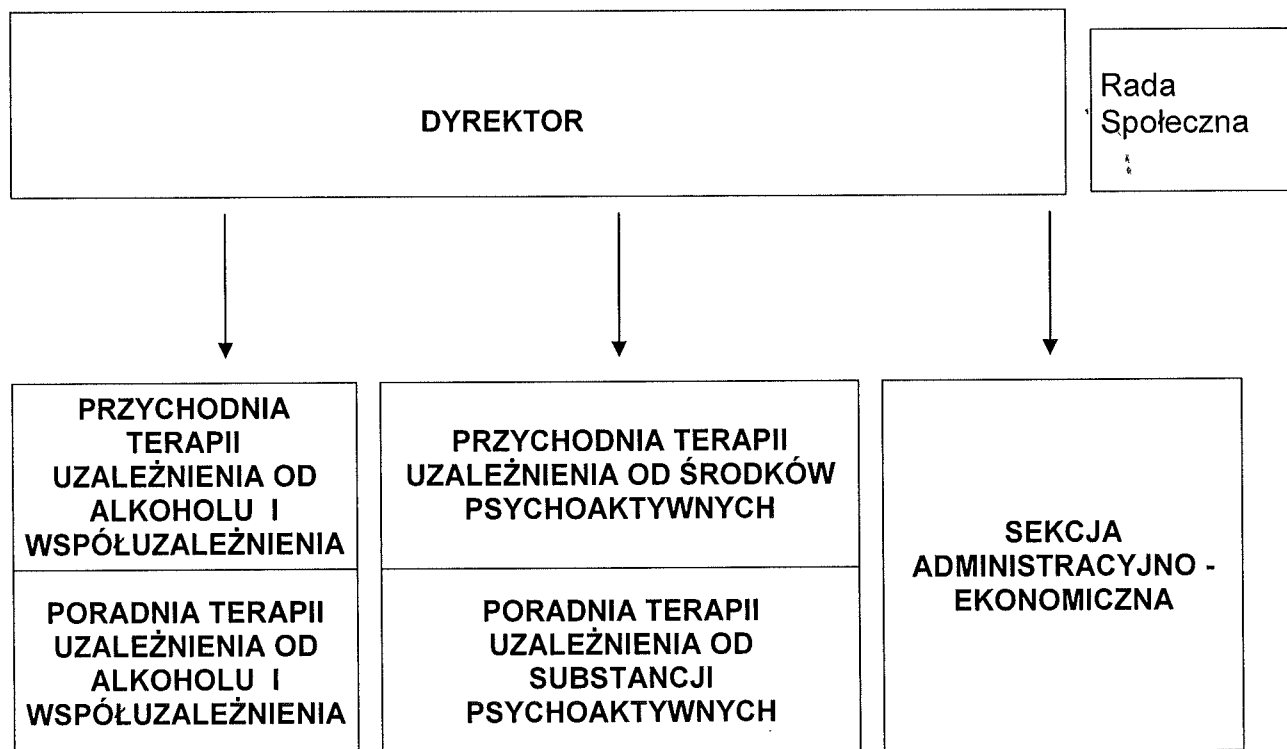 DYREKTOR
Rada
Społeczna
PRZYCHODNIA
TERAPII
UZALEŻNIENIA OD
ALKOHOLU I
WSPÓŁUZALEŻNIENIA
PORADNIA TERAPII
UZALEŻNIENIA OD
ALKOHOLU I
WSPÓŁUZALEŻNIENIA
PRZYCHODNIA TERAPII
UZALEŻNIENIA OD ŚRODKÓW
PSYCHOAKTYWNYCH
PORADNIA TERAPII
UZALEŻNIENIA OD
SUBSTANCJI
PSYCHOAKTYWNYCH
SEKCJA
ADMINISTRACYJNO -
EKONOMICZNA